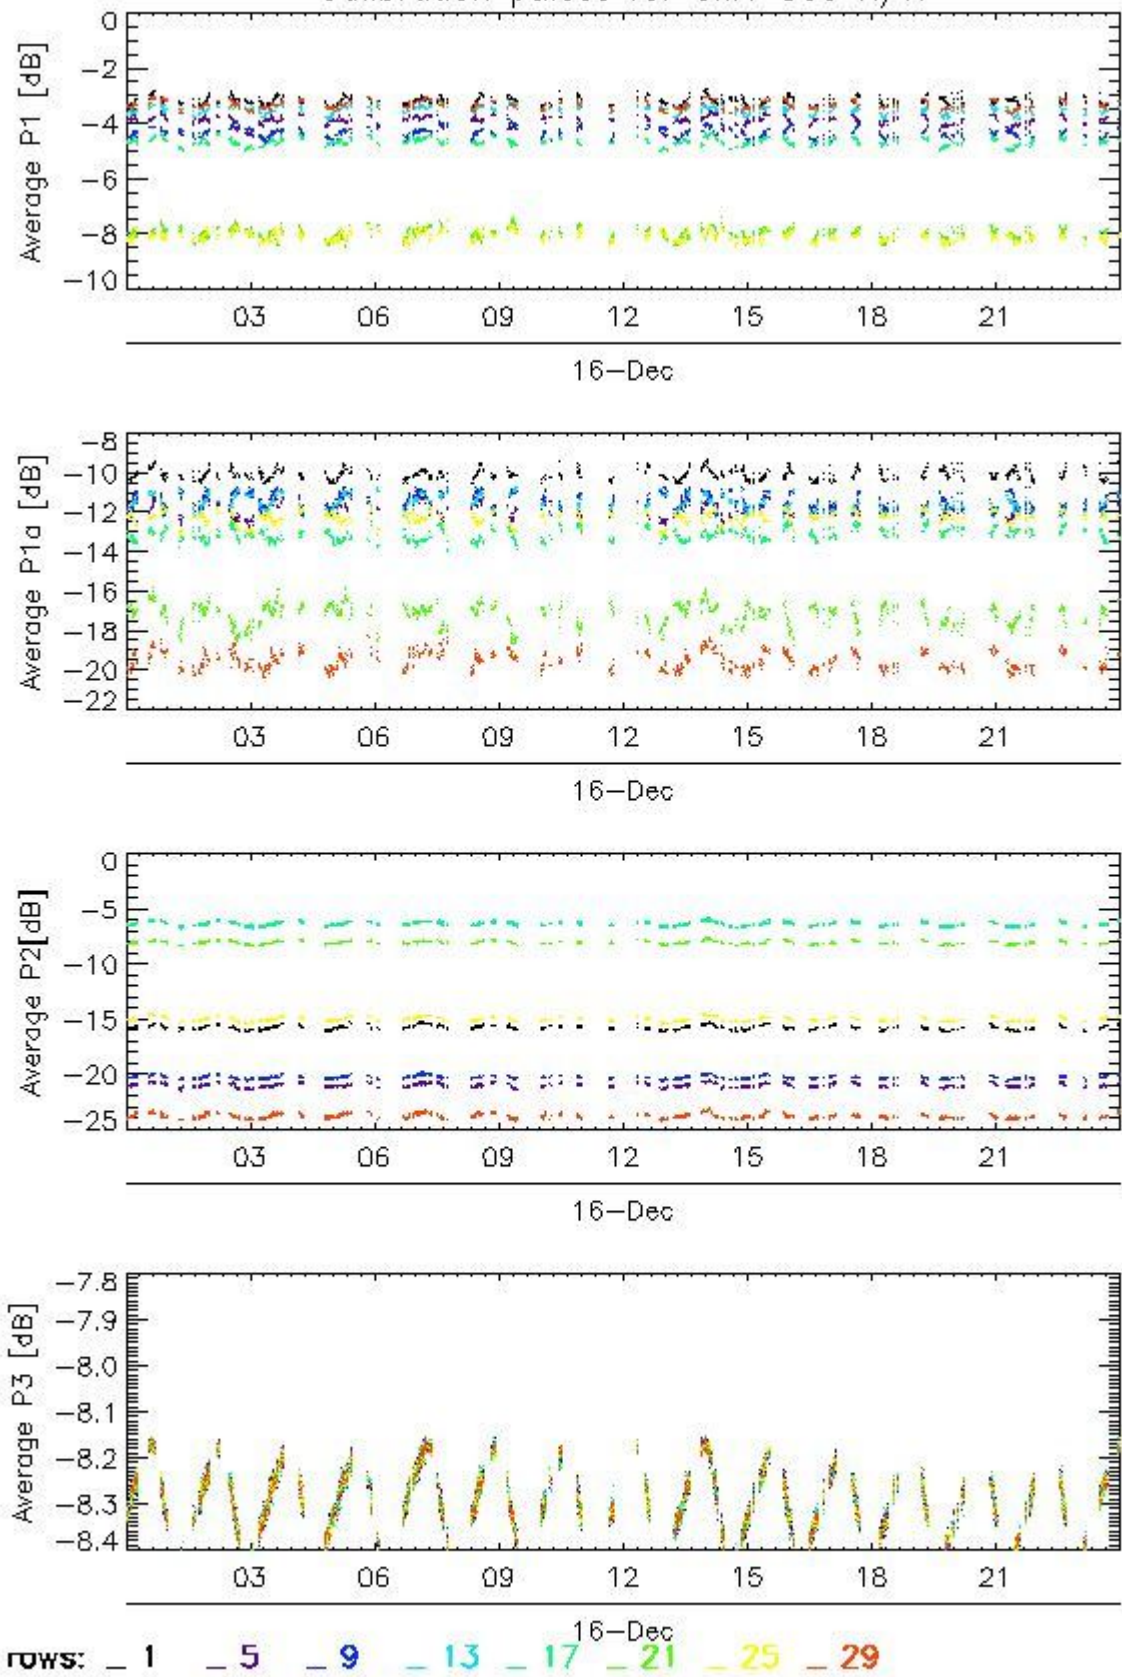 0
−2
−4
−6
−8
−10
Average P1 [dB]
03 06 09 12 15 18 21
16−Dec
−8
−10
−12
−14
−16
−18
−20
−22
Average P1a [dB]
03 06 09 12 15 18 21
16−Dec
0
−5
−10
−15
−20
−25
Average P2[dB]
03 06 09 12 15 18 21
16−Dec
−7.8
−7.9
−8.0
−8.1
−8.2
−8.3
−8.4
Average P3 [dB]
03 06 09 12 15 18 21
16−Dec
rows: _ 1 _ 5 _ 9 _ 13 _ 17 _ 21 _ 25 _ 29